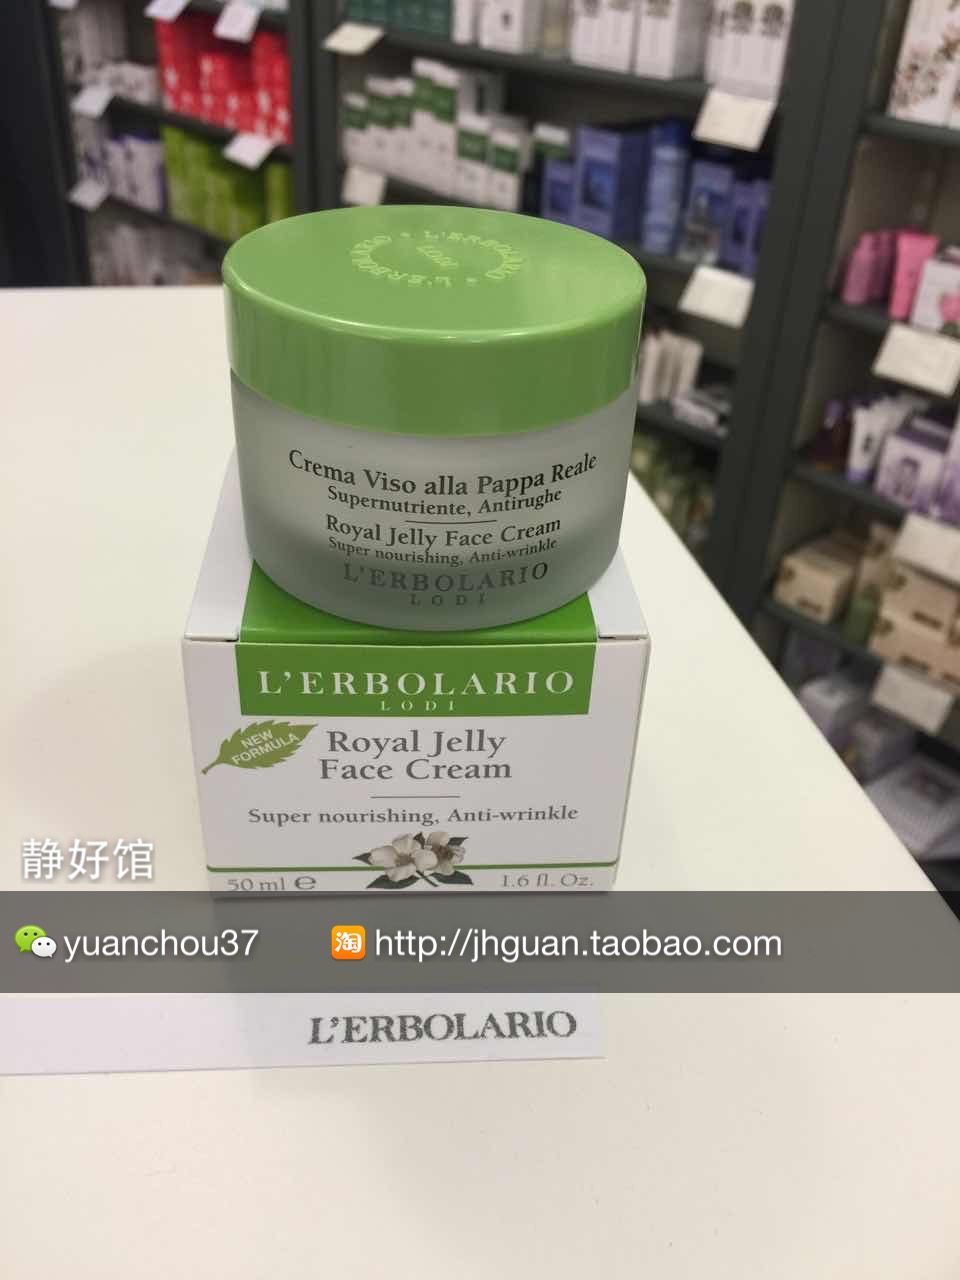 L'ERBOLARIO • L'ERBOLARIO •
LODI
Crema Viso alla Pappa Reale
Supernutriente, Antirughe
Royal Jelly Face Cream
Super nourishing, Anti-wrinkle
L'ERBOLARIO
LODI
L'ERBOLARIO
LODI
NEW
FORMULA
Royal Jelly
Face Cream
Super nourishing, Anti-wrinkle
50 ml e
1.6 fl. Oz.
静好馆
yuanchou37
淘 http://jhguan.taobao.com
L'ERBOLARIO